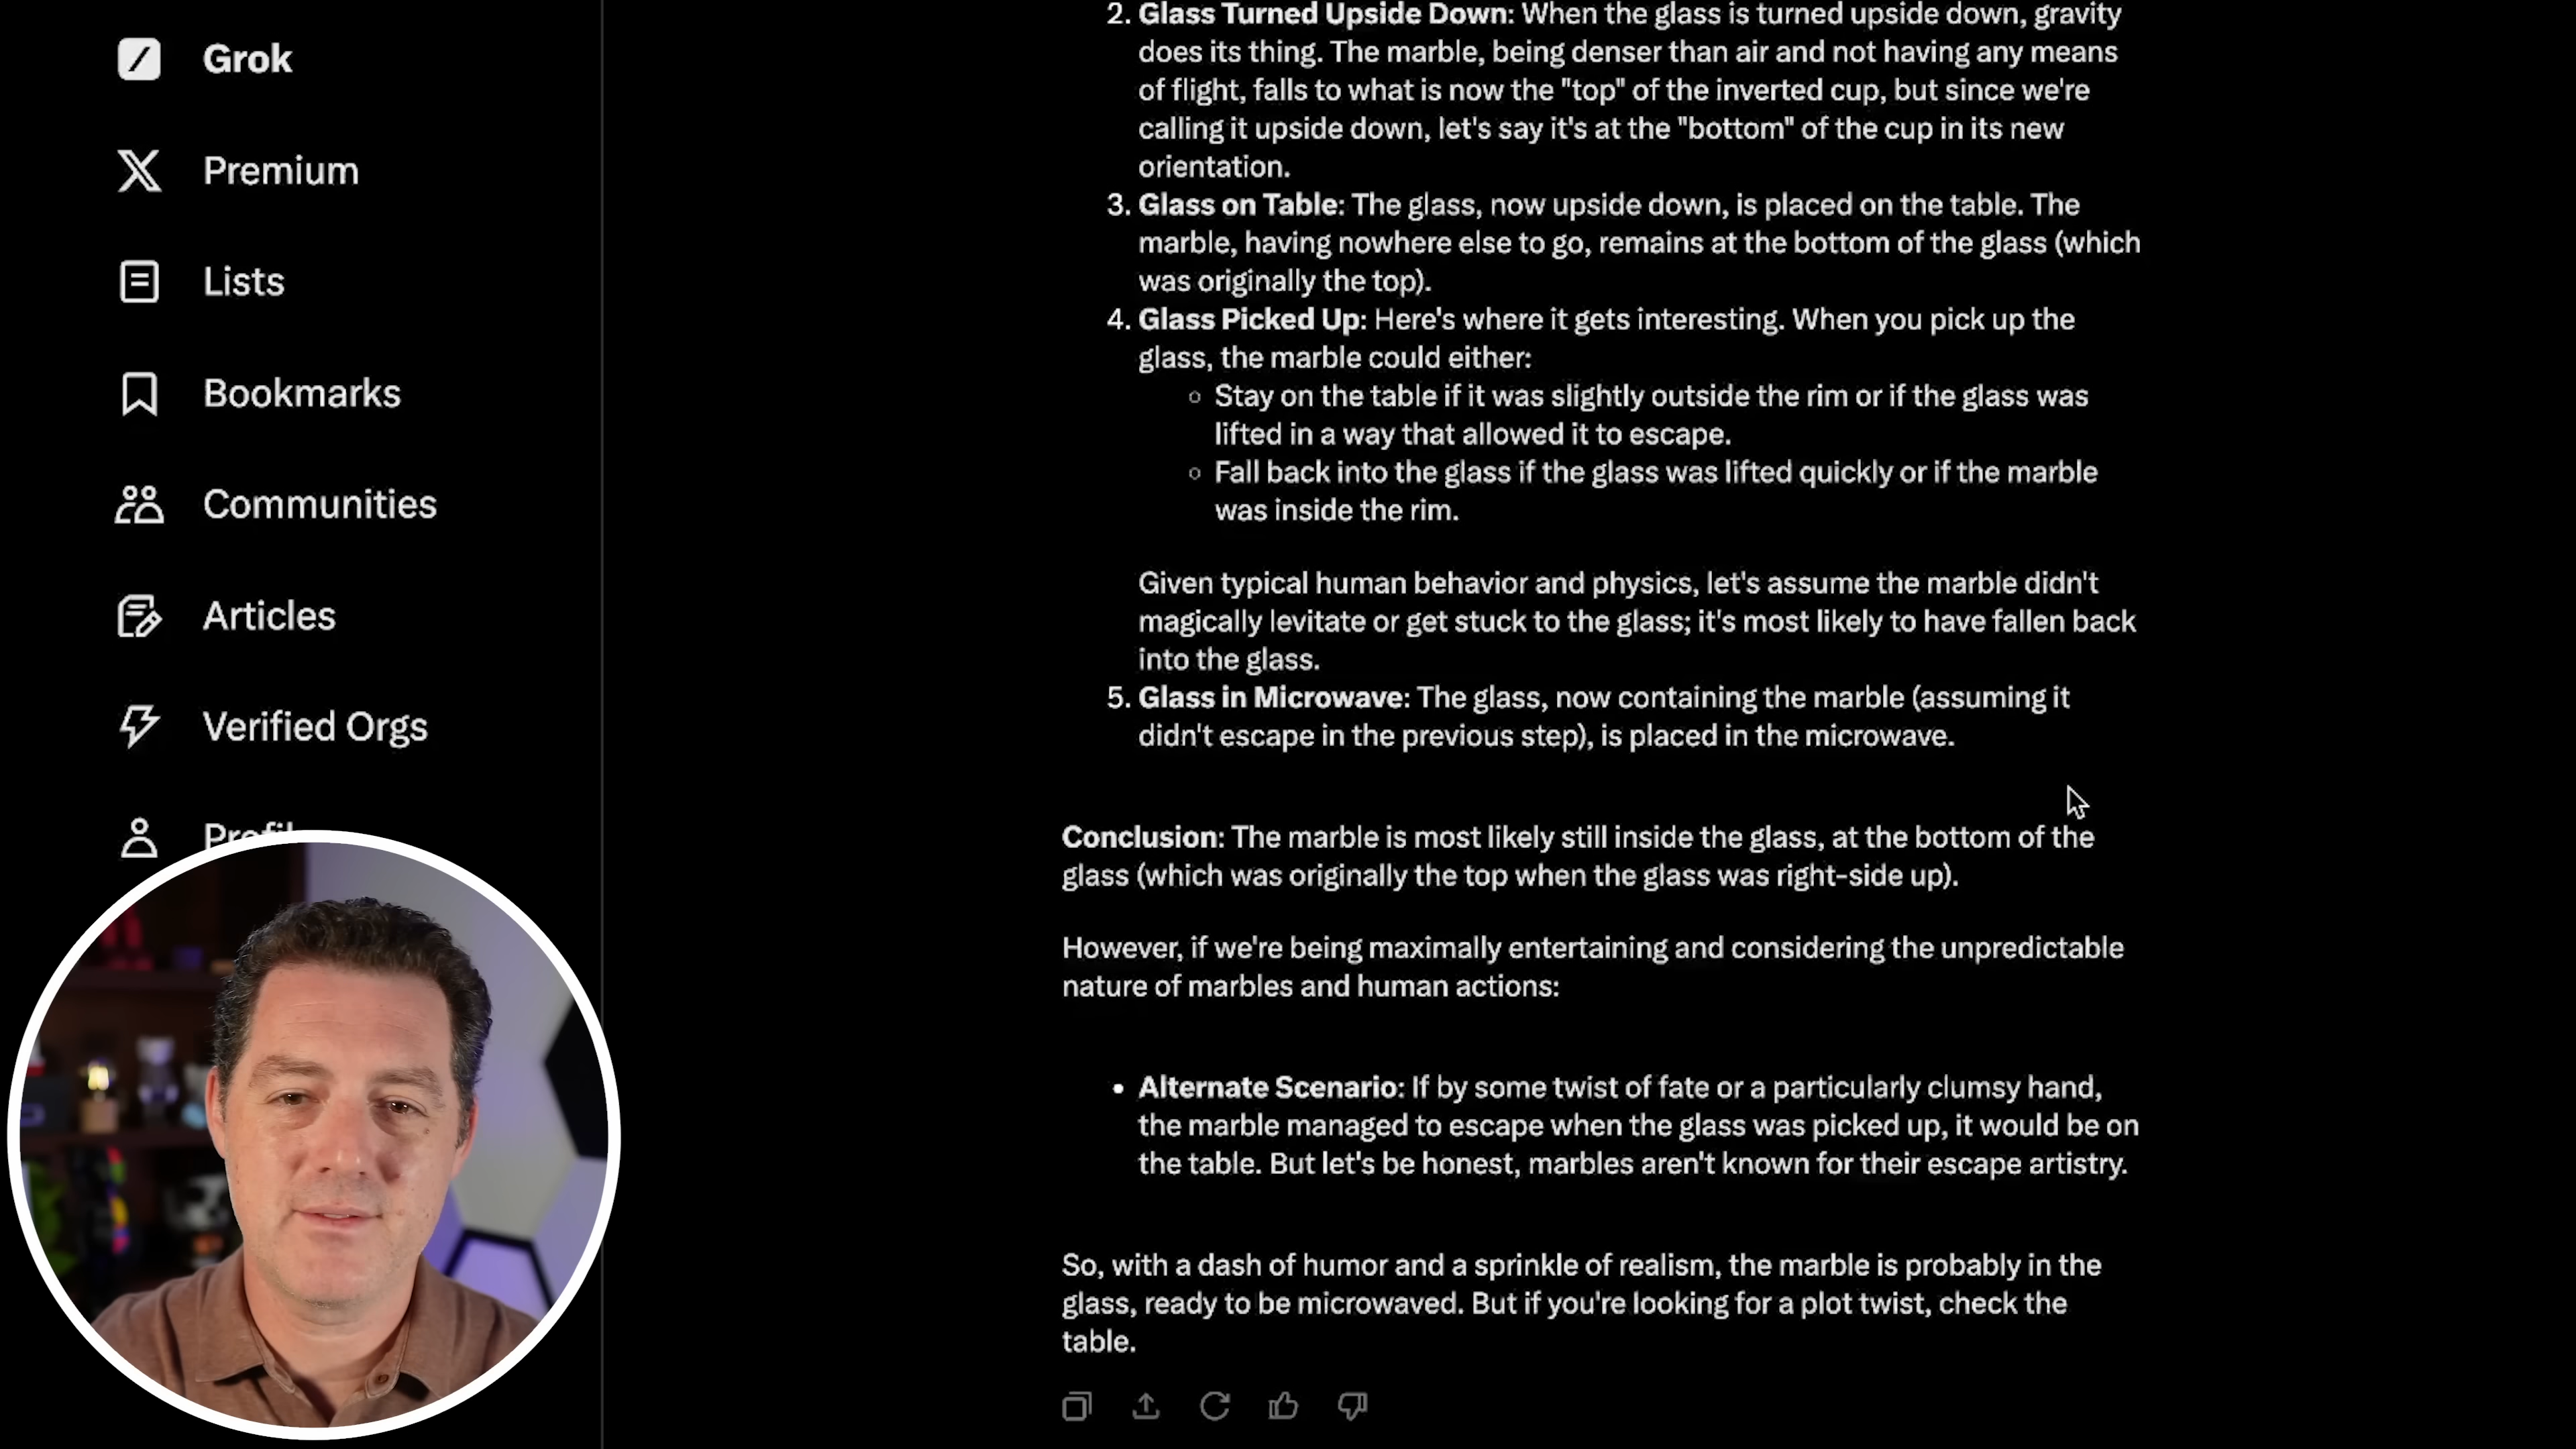 Grok
Premium
Lists
Bookmarks
Communities
Articles
Verified Orgs
2. Glass Turned Upside Down: When the glass is turned upside down, gravity
does its thing. The marble, being denser than air and not having any means
of flight, falls to what is now the "top" of the inverted cup, but since we're
calling it upside down, let's say it's at the "bottom" of the cup in its new
orientation.
3. Glass on Table: The glass, now upside down, is placed on the table. The
marble, having nowhere else to go, remains at the bottom of the glass (which
was originally the top).
4. Glass Picked Up: Here's where it gets interesting. When you pick up the
glass, the marble could either:
Stay on the table if it was slightly outside the rim or if the glass was
lifted in a way that allowed it to escape.
Fall back into the glass if the glass was lifted quickly or if the marble
was inside the rim.
Given typical human behavior and physics, let's assume the marble didn't
magically levitate or get stuck to the glass; it's most likely to have fallen back
into the glass.
5. Glass in Microwave: The glass, now containing the marble (assuming it
didn't escape in the previous step), is placed in the microwave.
Conclusion: The marble is most likely still inside the glass, at the bottom of the
glass (which was originally the top when the glass was right-side up).
However, if we're being maximally entertaining and considering the unpredictable
nature of marbles and human actions:
• Alternate Scenario: If by some twist of fate or a particularly clumsy hand,
the marble managed to escape when the glass was picked up, it would be on
the table. But let's be honest, marbles aren't known for their escape artistry.
So, with a dash of humor and a sprinkle of realism, the marble is probably in the
glass, ready to be microwaved. But if you're looking for a plot twist, check the
table.